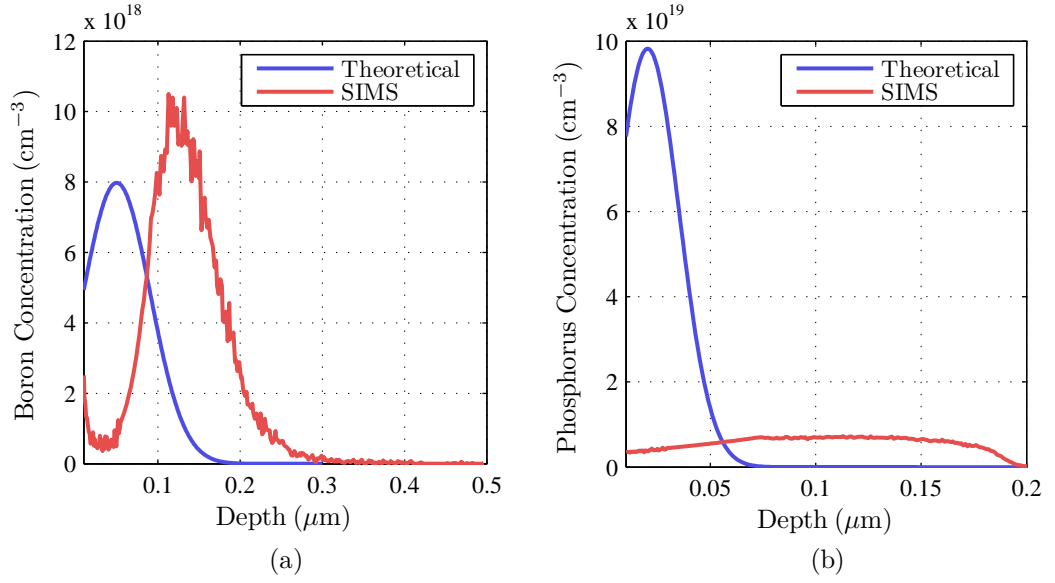 x 10^18
12
10
8
6
4
2
0
0.1
0.2
0.3
0.4
0.5
Boron Concentration (cm^−3)
Depth (μm)
Theoretical
SIMS
(a)
x 10^19
10
8
6
4
2
0
0.05
0.1
0.15
0.2
Phosphorus Concentration (cm^−3)
Depth (μm)
Theoretical
SIMS
(b)